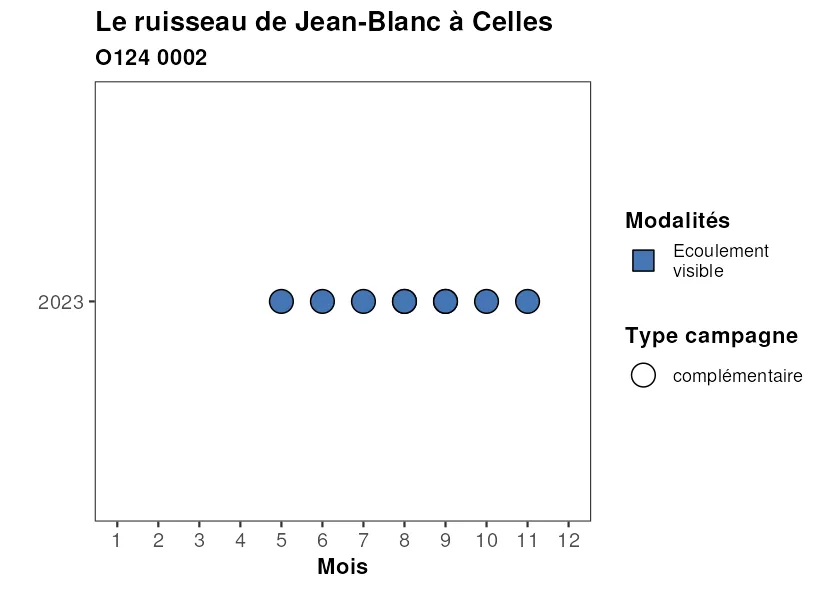 Le ruisseau de Jean-Blanc à Celles
O124 0002
2023
1 2 3 4 5 6 7 8 9 10 11 12
Mois
Modalités
Ecoulement
visible
Type campagne
complémentaire